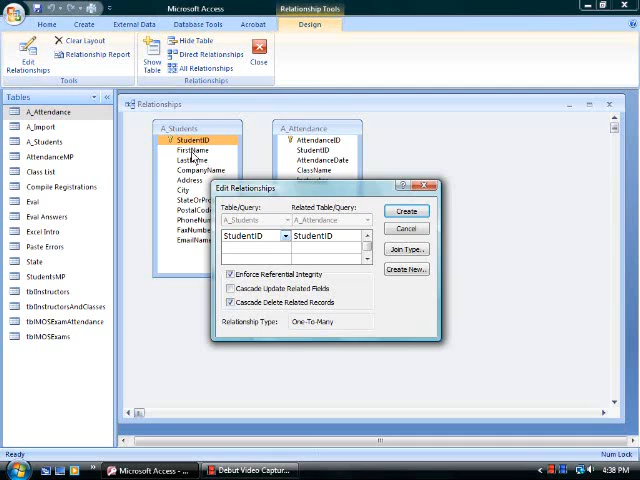 Microsoft Access
Relationship Tools
Home
Create
External Data
Database Tools
Acrobat
Design
Edit
Relationships
Clear Layout
Relationship Report
Tools
Show
Table
Hide Table
Direct Relationships
All Relationships
Relationships
Close
Tables
A_Attendance
A_Import
A_Students
AttendanceMP
Class List
Compile Registrations
Eval
Eval Answers
Excel Intro
Paste Errors
State
StudentsMP
tblInstructors
tblInstructorsAndClasses
tblMOSExamAttendance
tblMOSExams
Relationships
A_Students
StudentID
FirstName
LastName
CompanyName
Address
City
StateOrPro
PostalCod
PhoneNum
FaxNumbe
EmailName
A_Attendance
AttendanceID
StudentID
AttendanceDate
ClassName
Edit Relationships
Table/Query:
Related Table/Query:
A_Students
A_Attendance
StudentID
StudentID
Enforce Referential Integrity
Cascade Update Related Fields
Cascade Delete Related Records
Relationship Type:
One-To-Many
Create
Cancel
Join Type..
Create New..
Ready
Num Lock
Microsoft Access - ...
Debut Video Captur...
4:38 PM